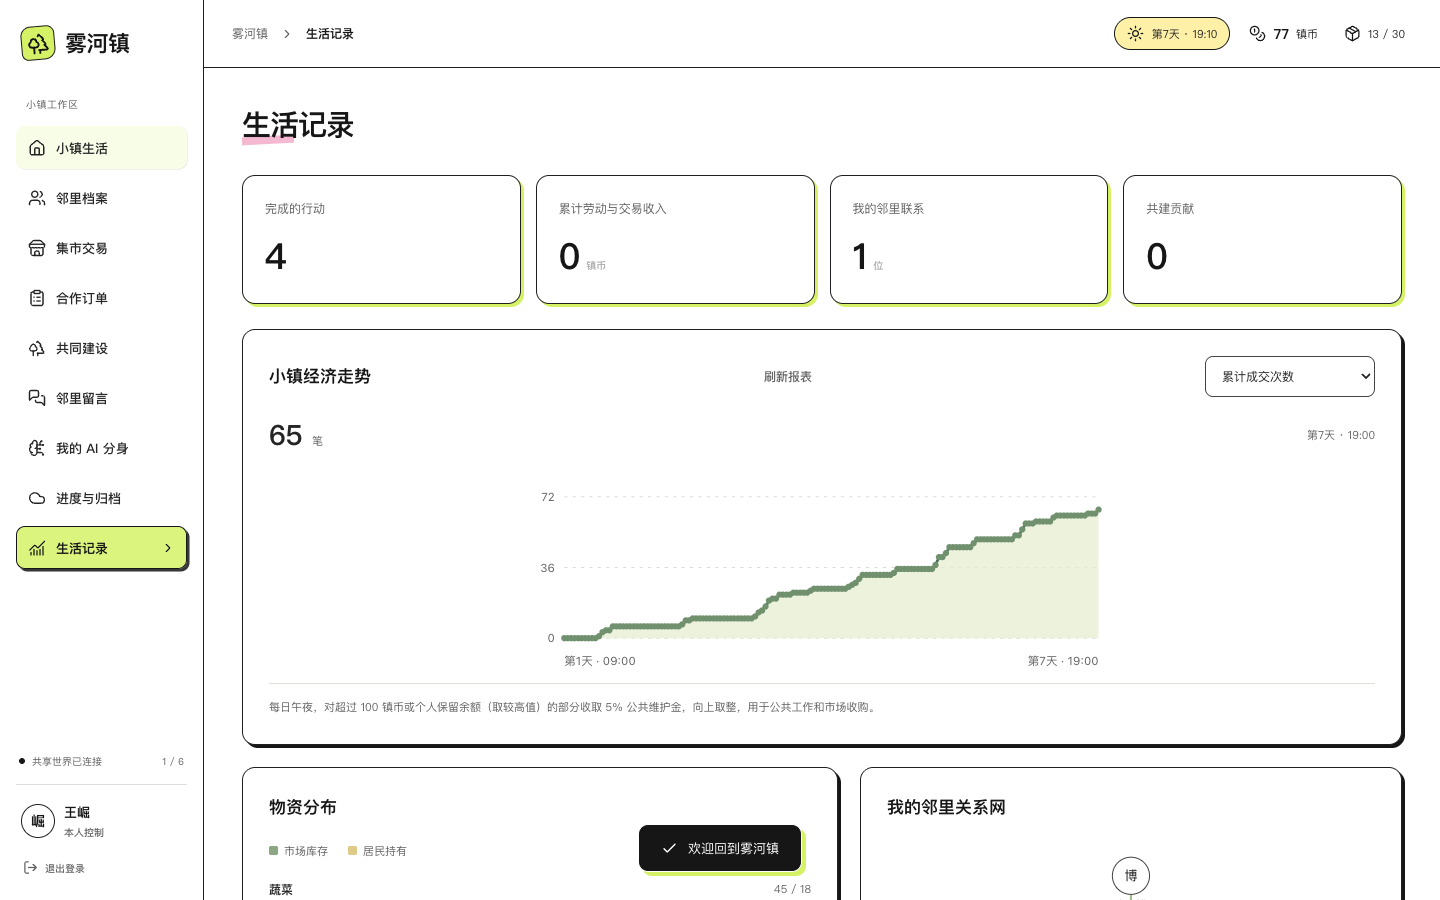 雾河镇
小镇工作区
小镇生活
邻里档案
集市交易
合作订单
共同建设
邻里留言
我的 AI 分身
进度与归档
生活记录
共享世界已连接 1 / 6
崛
王崛
本人控制
退出登录
雾河镇 > 生活记录
第7天 · 19:10
77 镇币
13 / 30
生活记录
完成的行动
4
累计劳动与交易收入
0 镇币
我的邻里联系
1 位
共建贡献
0
小镇经济走势
刷新报表
累计成交次数
65 笔
第7天 · 19:00
72
36
0
第1天 · 09:00
第7天 · 19:00
每日午夜，对超过 100 镇币或个人保留余额（取较高值）的部分收取 5% 公共维护金，向上取整，用于公共工作和市场收购。
物资分布
市场库存
居民持有
蔬菜
45 / 18
欢迎回到雾河镇
我的邻里关系网
博